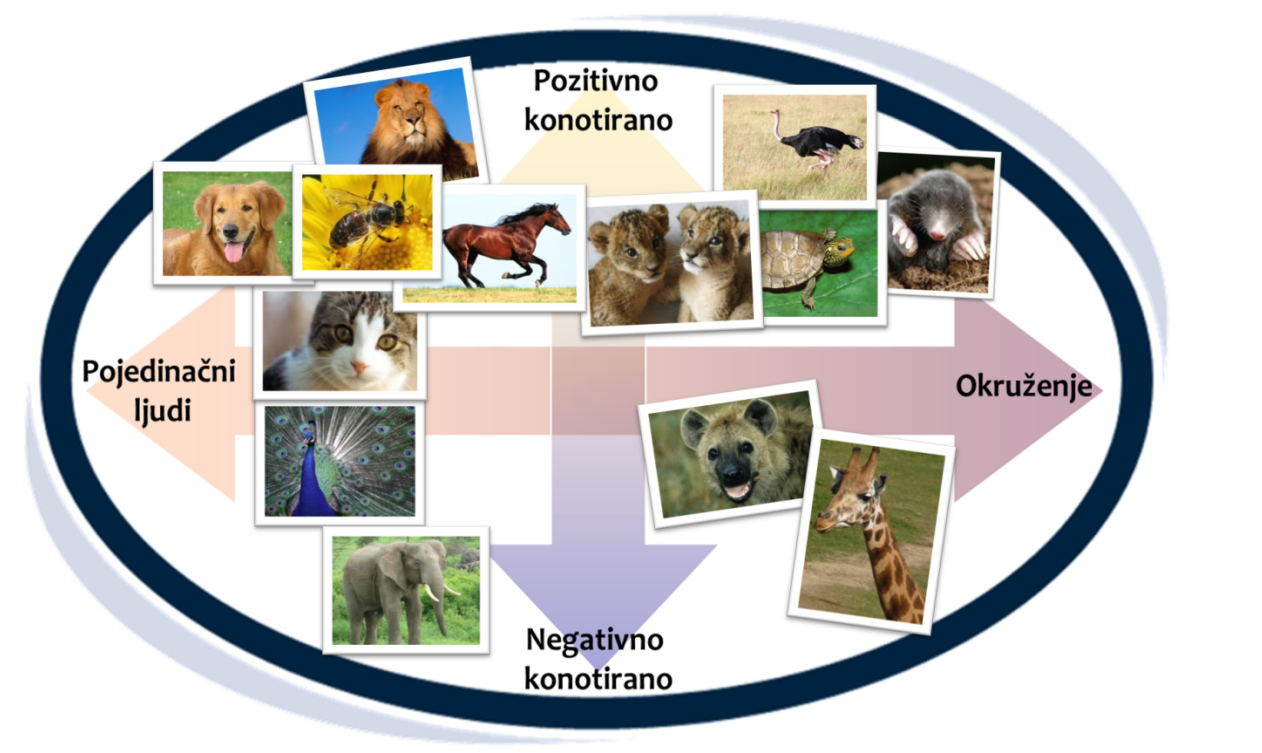 Pozitivno
konotirano
Pojedinačni
ljudi
Okruženje
Negativno
konotirano